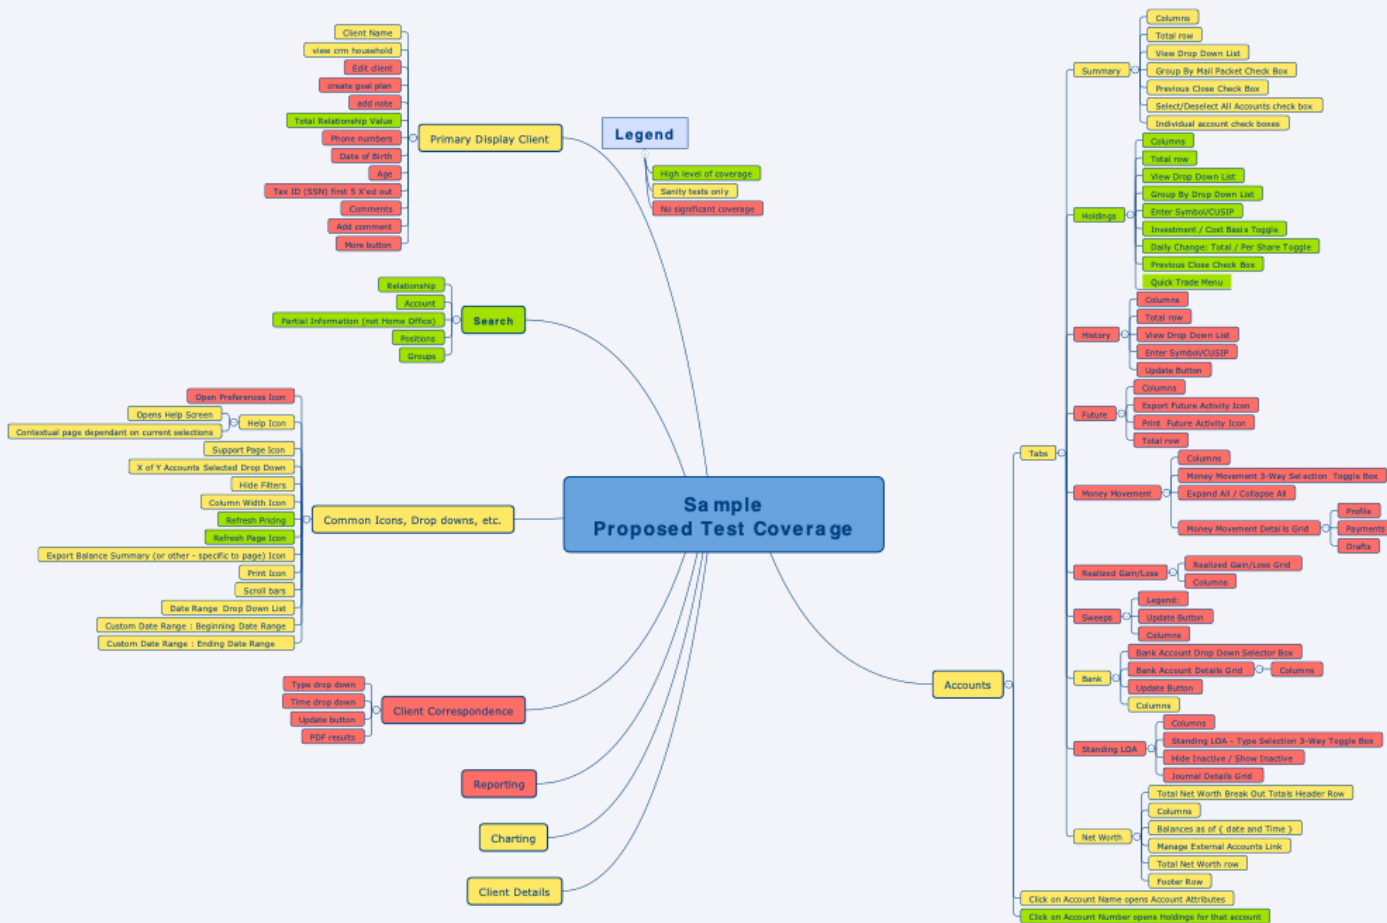 Sample
Proposed Test Coverage
Legend
High level of coverage
Sanity tests only
No significant coverage
Primary Display Client
Client Name
view crm household
Edit client
create goal plan
add note
Total Relationship Value
Phone numbers
Date of Birth
Age
Tax ID (SSN) first 5 X'ed out
Comments
Add comment
More button
Search
Relationship
Account
Partial Information (not Home Office)
Positions
Groups
Common Icons, Drop downs, etc.
Open Preferences Icon
Help Icon
Opens Help Screen
Contextual page dependant on current selections
Support Page Icon
X of Y Accounts Selected Drop Down
Hide Filters
Column Width Icon
Refresh Pricing
Refresh Page Icon
Export Balance Summary (or other - specific to page) Icon
Print Icon
Scroll bars
Date Range Drop Down List
Custom Date Range : Beginning Date Range
Custom Date Range : Ending Date Range
Client Correspondence
Type drop down
Time drop down
Update button
PDF results
Reporting
Charting
Client Details
Accounts
Tabs
Summary
Columns
Total row
View Drop Down List
Group By Mail Packet Check Box
Previous Close Check Box
Select/Deselect All Accounts check box
Individual account check boxes
Holdings
Columns
Total row
View Drop Down List
Group By Drop Down List
Enter Symbol/CUSIP
Investment / Cost Basis Toggle
Daily Change: Total / Per Share Toggle
Previous Close Check Box
Quick Trade Menu
History
Columns
Total row
View Drop Down List
Enter Symbol/CUSIP
Update Button
Future
Columns
Export Future Activity Icon
Print Future Activity Icon
Total row
Money Movement
Columns
Money Movement 3-Way Selection Toggle Box
Expand All / Collapse All
Money Movement Details Grid
Profile
Payments
Drafts
Realized Gain/Loss
Realized Gain/Loss Grid
Columns
Sweeps
Legend:
Update Button
Columns
Bank
Bank Account Drop Down Selector Box
Bank Account Details Grid
Columns
Update Button
Columns
Standing LOA
Columns
Standing LOA - Type Selection 3-Way Toggle Box
Hide Inactive / Show Inactive
Journal Details Grid
Net Worth
Total Net Worth Break Out Totals Header Row
Columns
Balances as of { date and Time }
Manage External Accounts Link
Total Net Worth row
Footer Row
Click on Account Name opens Account Attributes
Click on Account Number opens Holdings for that account